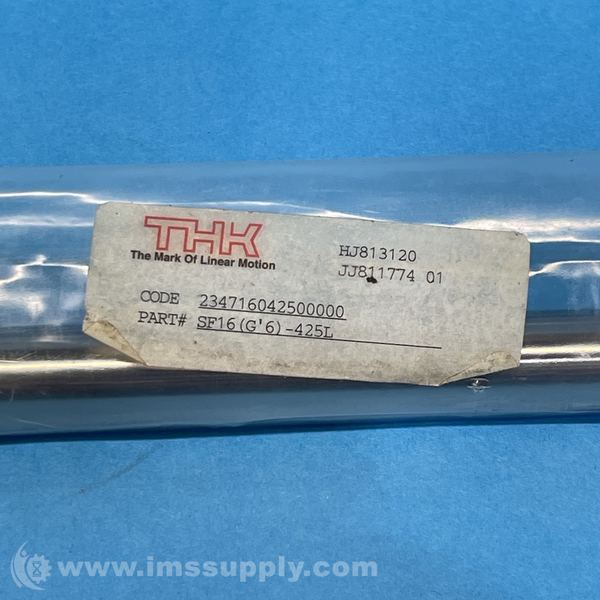 THK
The Mark Of Linear Motion
HJ813120
JJ811774 01
CODE 234716042500000
PART# SF16(G'6)-425L
www.imssupply.com